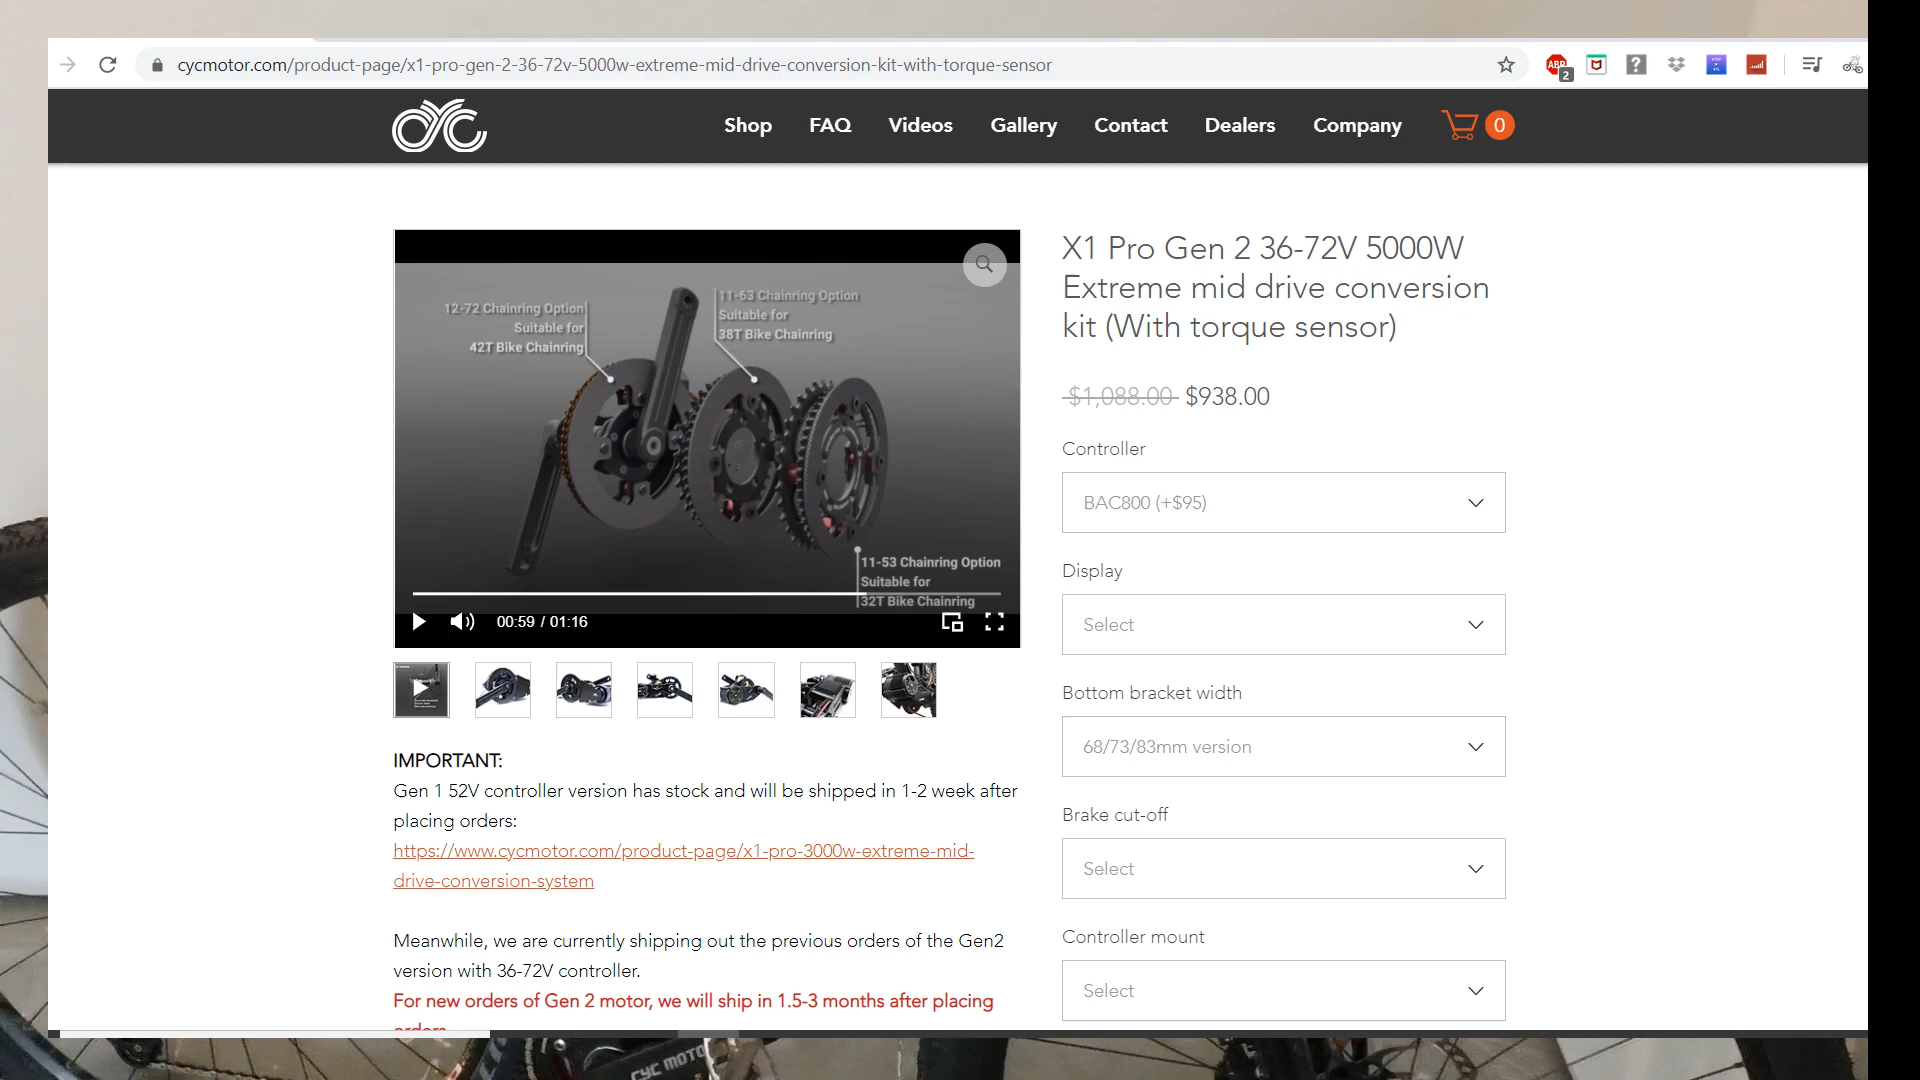 cycmotor.com/product-page/x1-pro-gen-2-36-72v-5000w-extreme-mid-drive-conversion-kit-with-torque-sensor
ABP
2
CYC
Shop
FAQ
Videos
Gallery
Contact
Dealers
Company
0
12-72 Chainring Option
Suitable for
42T Bike Chainring
11-63 Chainring Option
Suitable for
38T Bike Chainring
11-53 Chainring Option
Suitable for
32T Bike Chainring
00:59 / 01:16
IMPORTANT:
Gen 1 52V controller version has stock and will be shipped in 1-2 week after
placing orders:
https://www.cycmotor.com/product-page/x1-pro-3000w-extreme-mid-
drive-conversion-system
Meanwhile, we are currently shipping out the previous orders of the Gen2
version with 36-72V controller.
For new orders of Gen 2 motor, we will ship in 1.5-3 months after placing
orders
X1 Pro Gen 2 36-72V 5000W
Extreme mid drive conversion
kit (With torque sensor)
$1,088.00 $938.00
Controller
BAC800 (+$95)
Display
Select
Bottom bracket width
68/73/83mm version
Brake cut-off
Select
Controller mount
Select
CYC MOTO